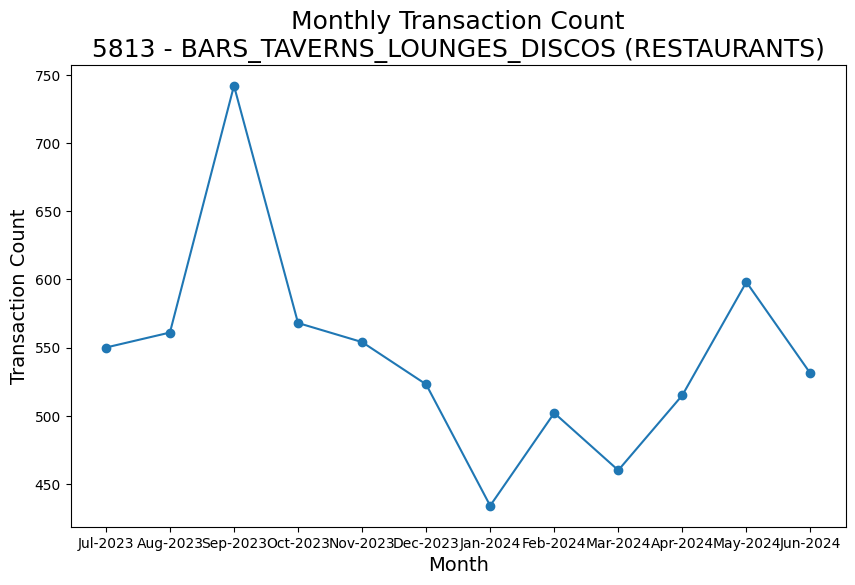 Monthly Transaction Count
5813 - BARS_TAVERNS_LOUNGES_DISCOS (RESTAURANTS)
Transaction Count
750
700
650
600
550
500
450
Jul-2023 Aug-2023 Sep-2023 Oct-2023 Nov-2023 Dec-2023 Jan-2024 Feb-2024 Mar-2024 Apr-2024 May-2024 Jun-2024
Month